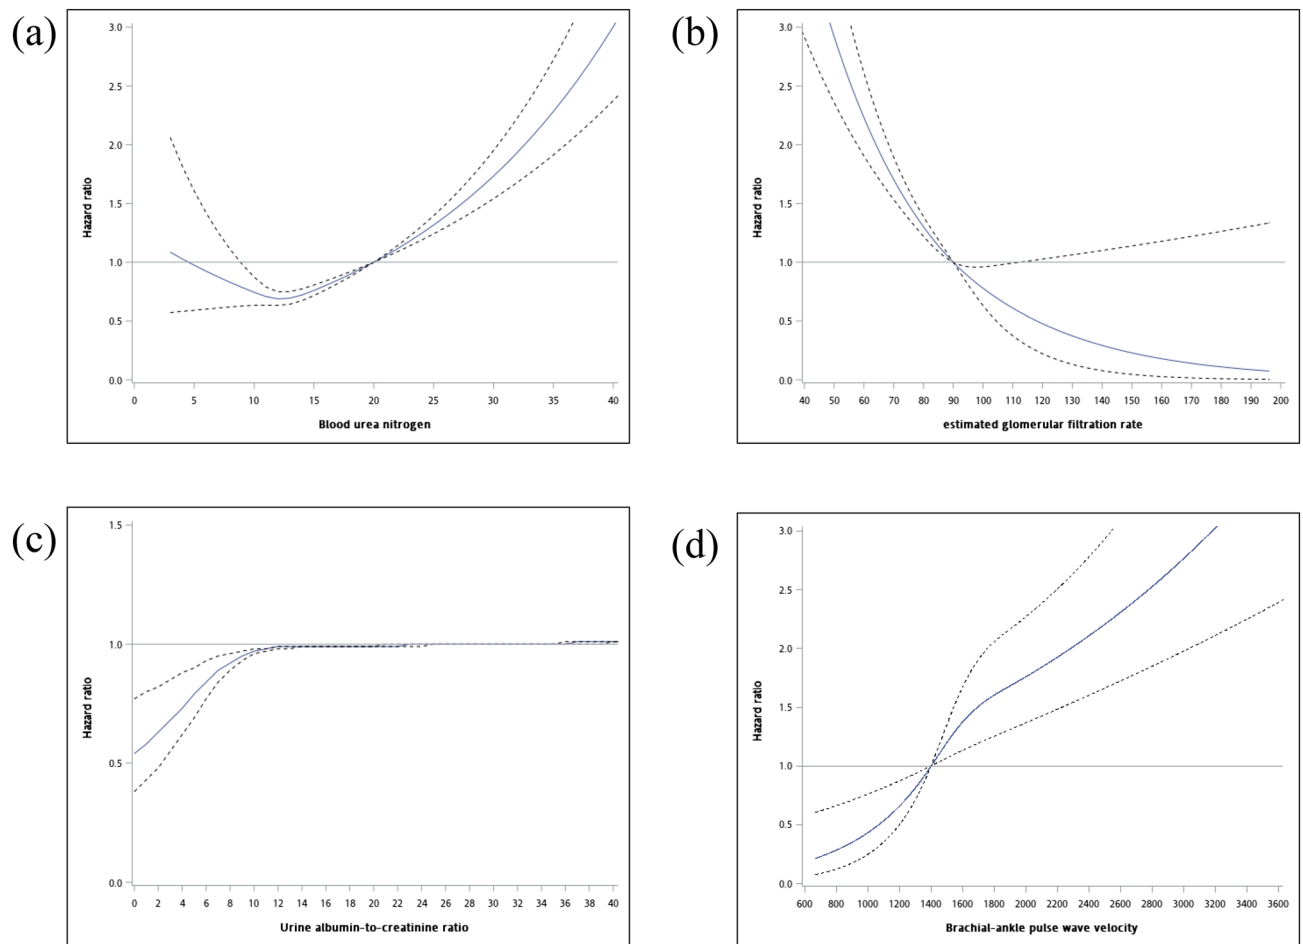 (a)
3.0
2.5
2.0
1.5
1.0
0.5
0.0
Hazard ratio
0 5 10 15 20 25 30 35 40
Blood urea nitrogen
(b)
3.0
2.5
2.0
1.5
1.0
0.5
0.0
Hazard ratio
40 50 60 70 80 90 100 110 120 130 140 150 160 170 180 190 200
estimated glomerular filtration rate
(c)
1.5
1.0
0.5
0.0
Hazard ratio
0 2 4 6 8 10 12 14 16 18 20 22 24 26 28 30 32 34 36 38 40
Urine albumin-to-creatinine ratio
(d)
3.0
2.5
2.0
1.5
1.0
0.5
0.0
Hazard ratio
600 800 1000 1200 1400 1600 1800 2000 2200 2400 2600 2800 3000 3200 3400 3600
Brachial-ankle pulse wave velocity